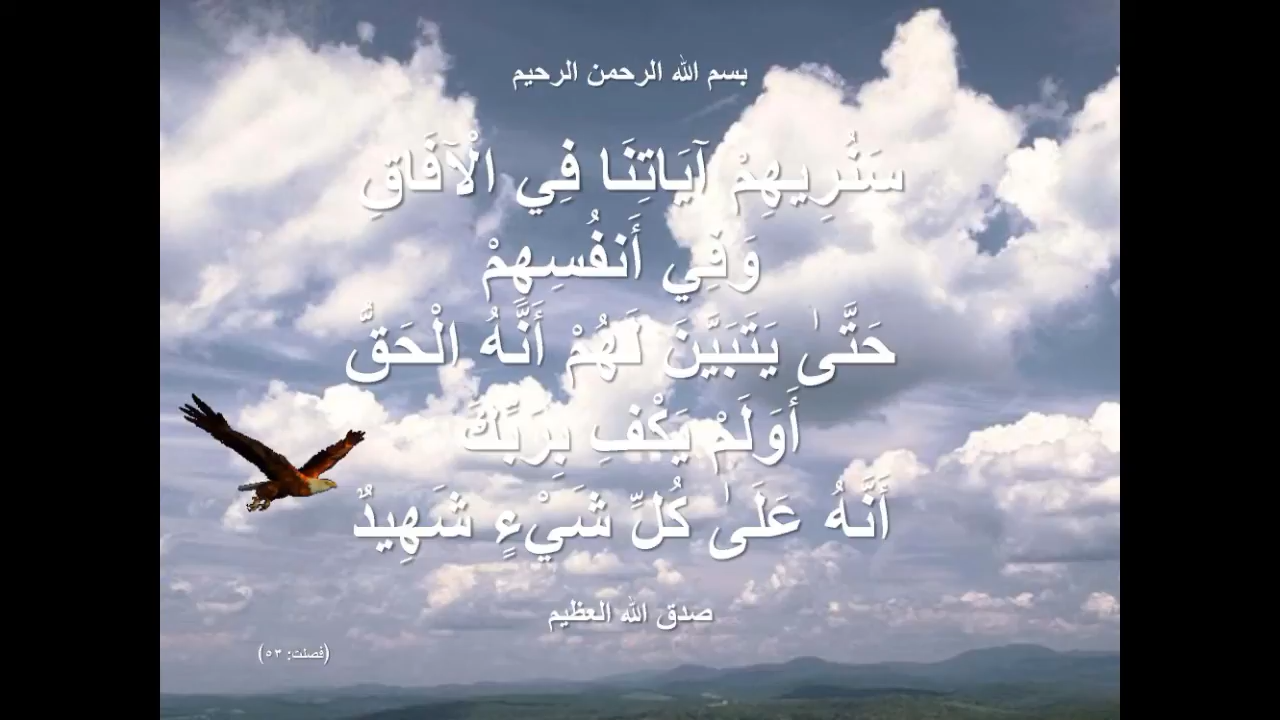 بسم الله الرحمن الرحيم
سَنُرِيهِمْ آيَاتِنَا فِي الْآفَاقِ
وَفِي أَنفُسِهِمْ
حَتَّىٰ يَتَبَيَّنَ لَهُمْ أَنَّهُ الْحَقُّ
أَوَلَمْ يَكْفِ بِرَبِّكَ
أَنَّهُ عَلَىٰ كُلِّ شَيْءٍ شَهِيدٌ
صدق الله العظيم
(فصلت: ٥٣)